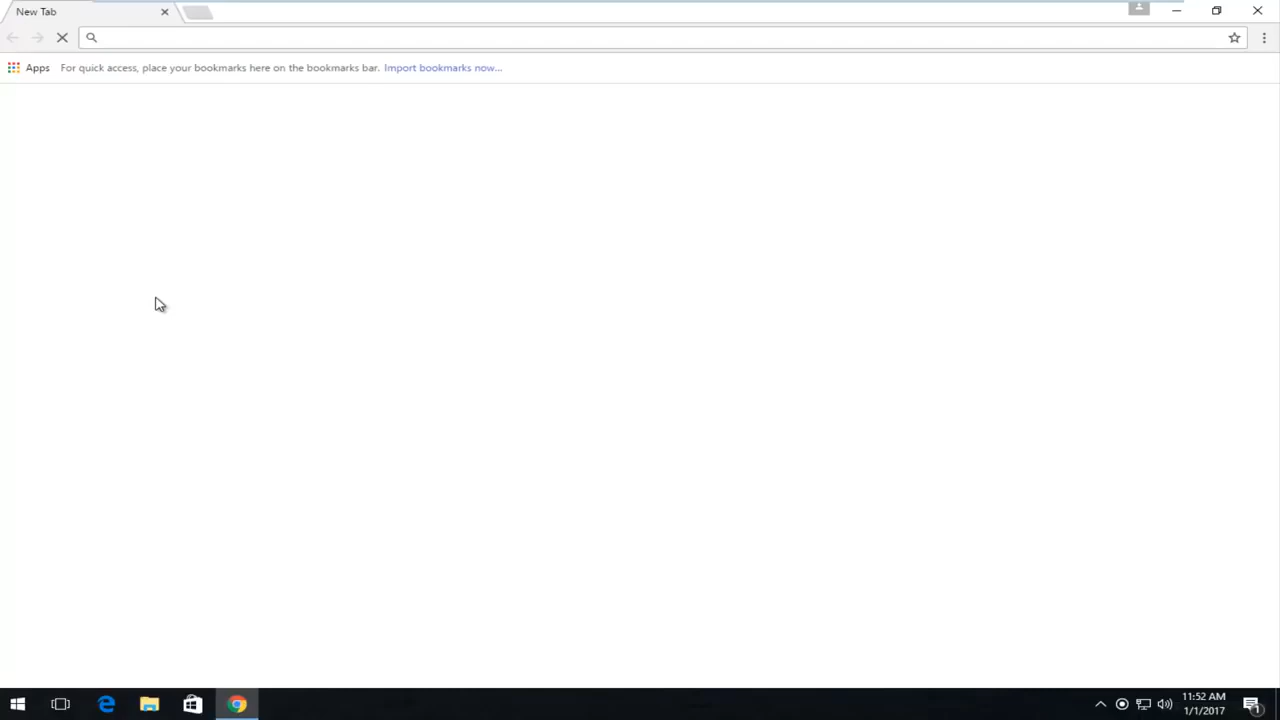 New Tab
Apps For quick access, place your bookmarks here on the bookmarks bar. Import bookmarks now...
11:52 AM
1/1/2017
1